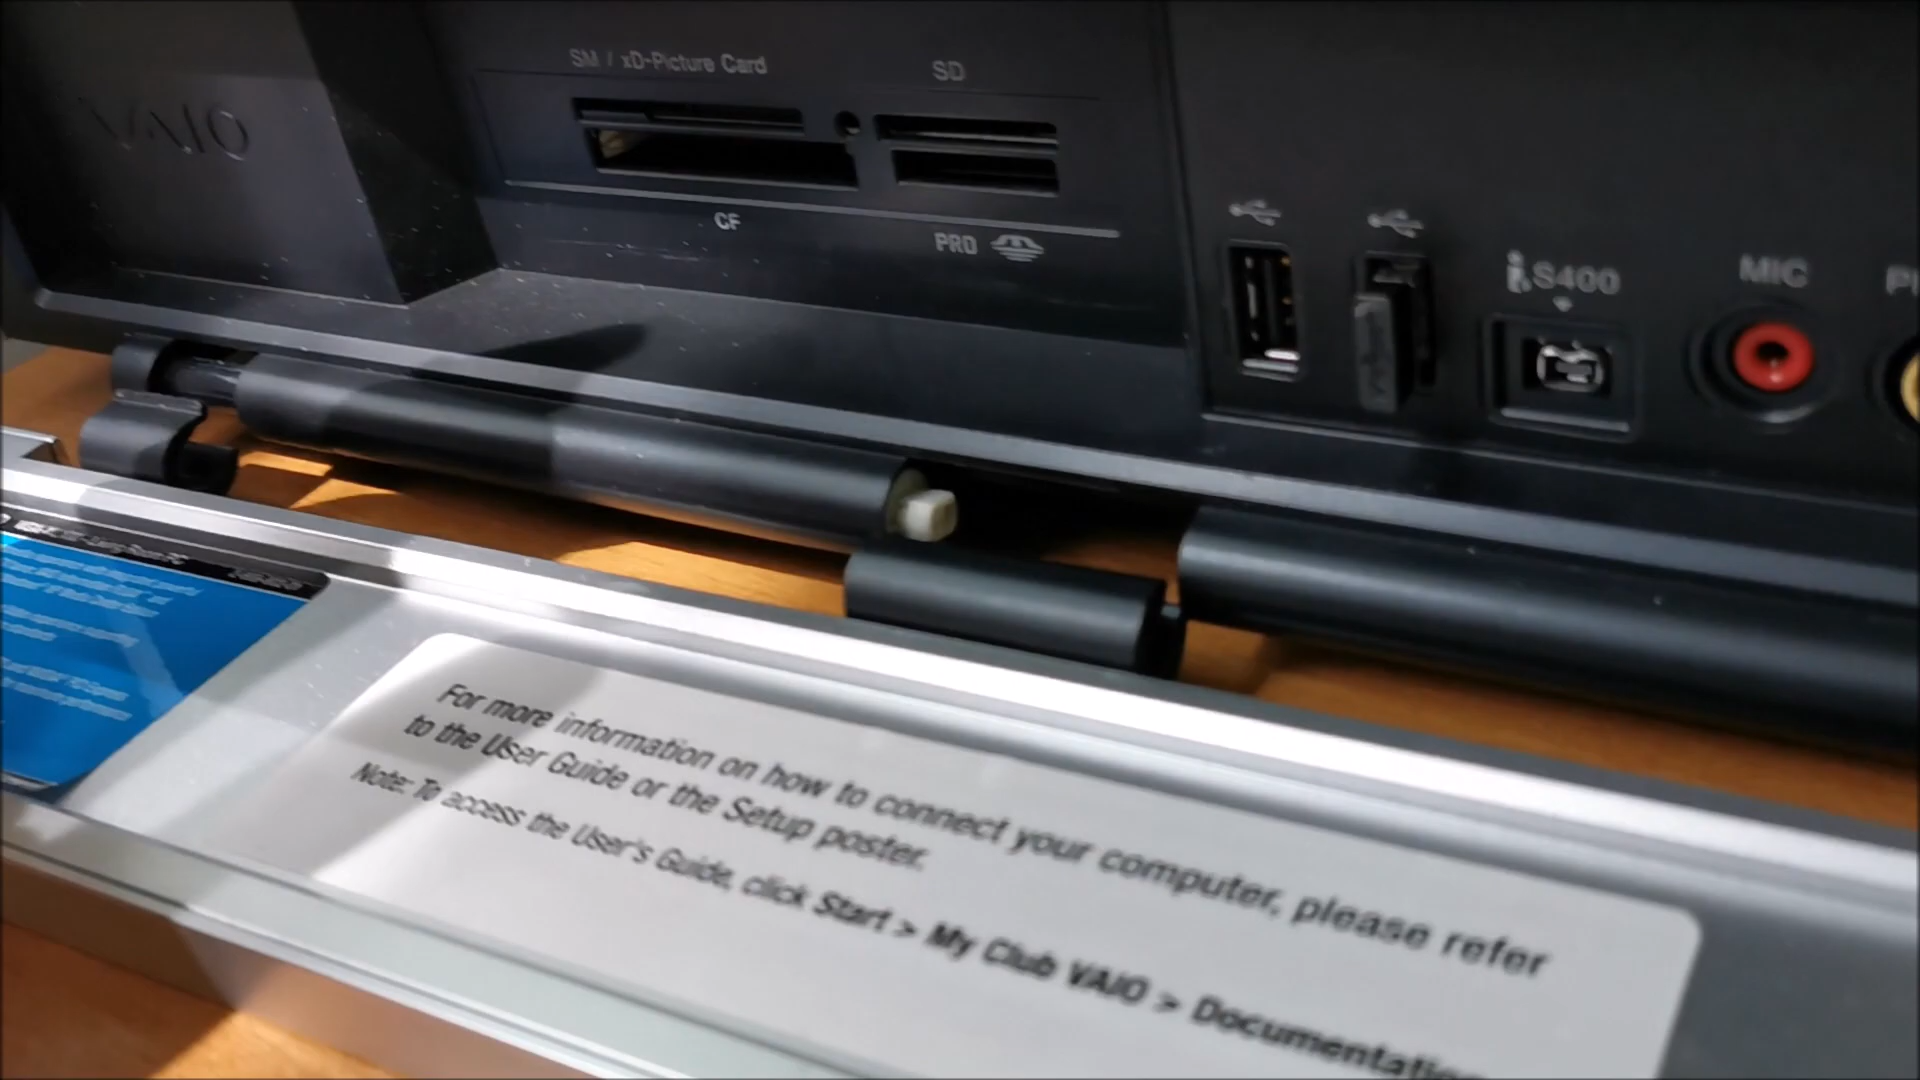 SM / xD-Picture Card
SD
VAIO
CF
PRO
S400
MIC
For more information on how to connect your computer, please refer
to the User Guide or the Setup poster.
Note: To access the User's Guide, click Start > My Club VAIO > Documentation